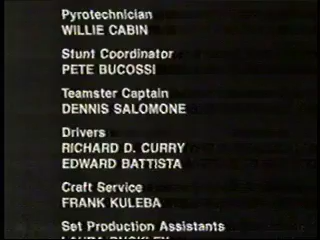 Pyrotechnician
WILLIE CABIN
Stunt Coordinator
PETE BUCOSSI
Teamster Captain
DENNIS SALOMONE
Drivers
RICHARD D. CURRY
EDWARD BATTISTA
Craft Service
FRANK KULEBA
Set Production Assistants
LAURA